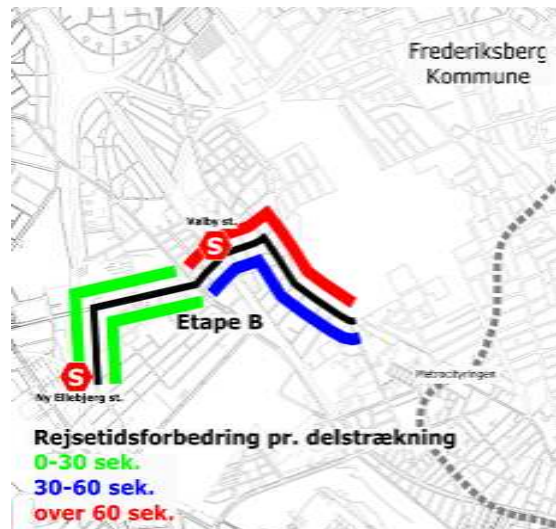 Frederiksberg
Kommune
Valby st.
S
Etape B
Metrocityringen
S
Ny Ellebjerg st.
Rejsetidsforbedring pr. delstrækning
0-30 sek.
30-60 sek.
over 60 sek.